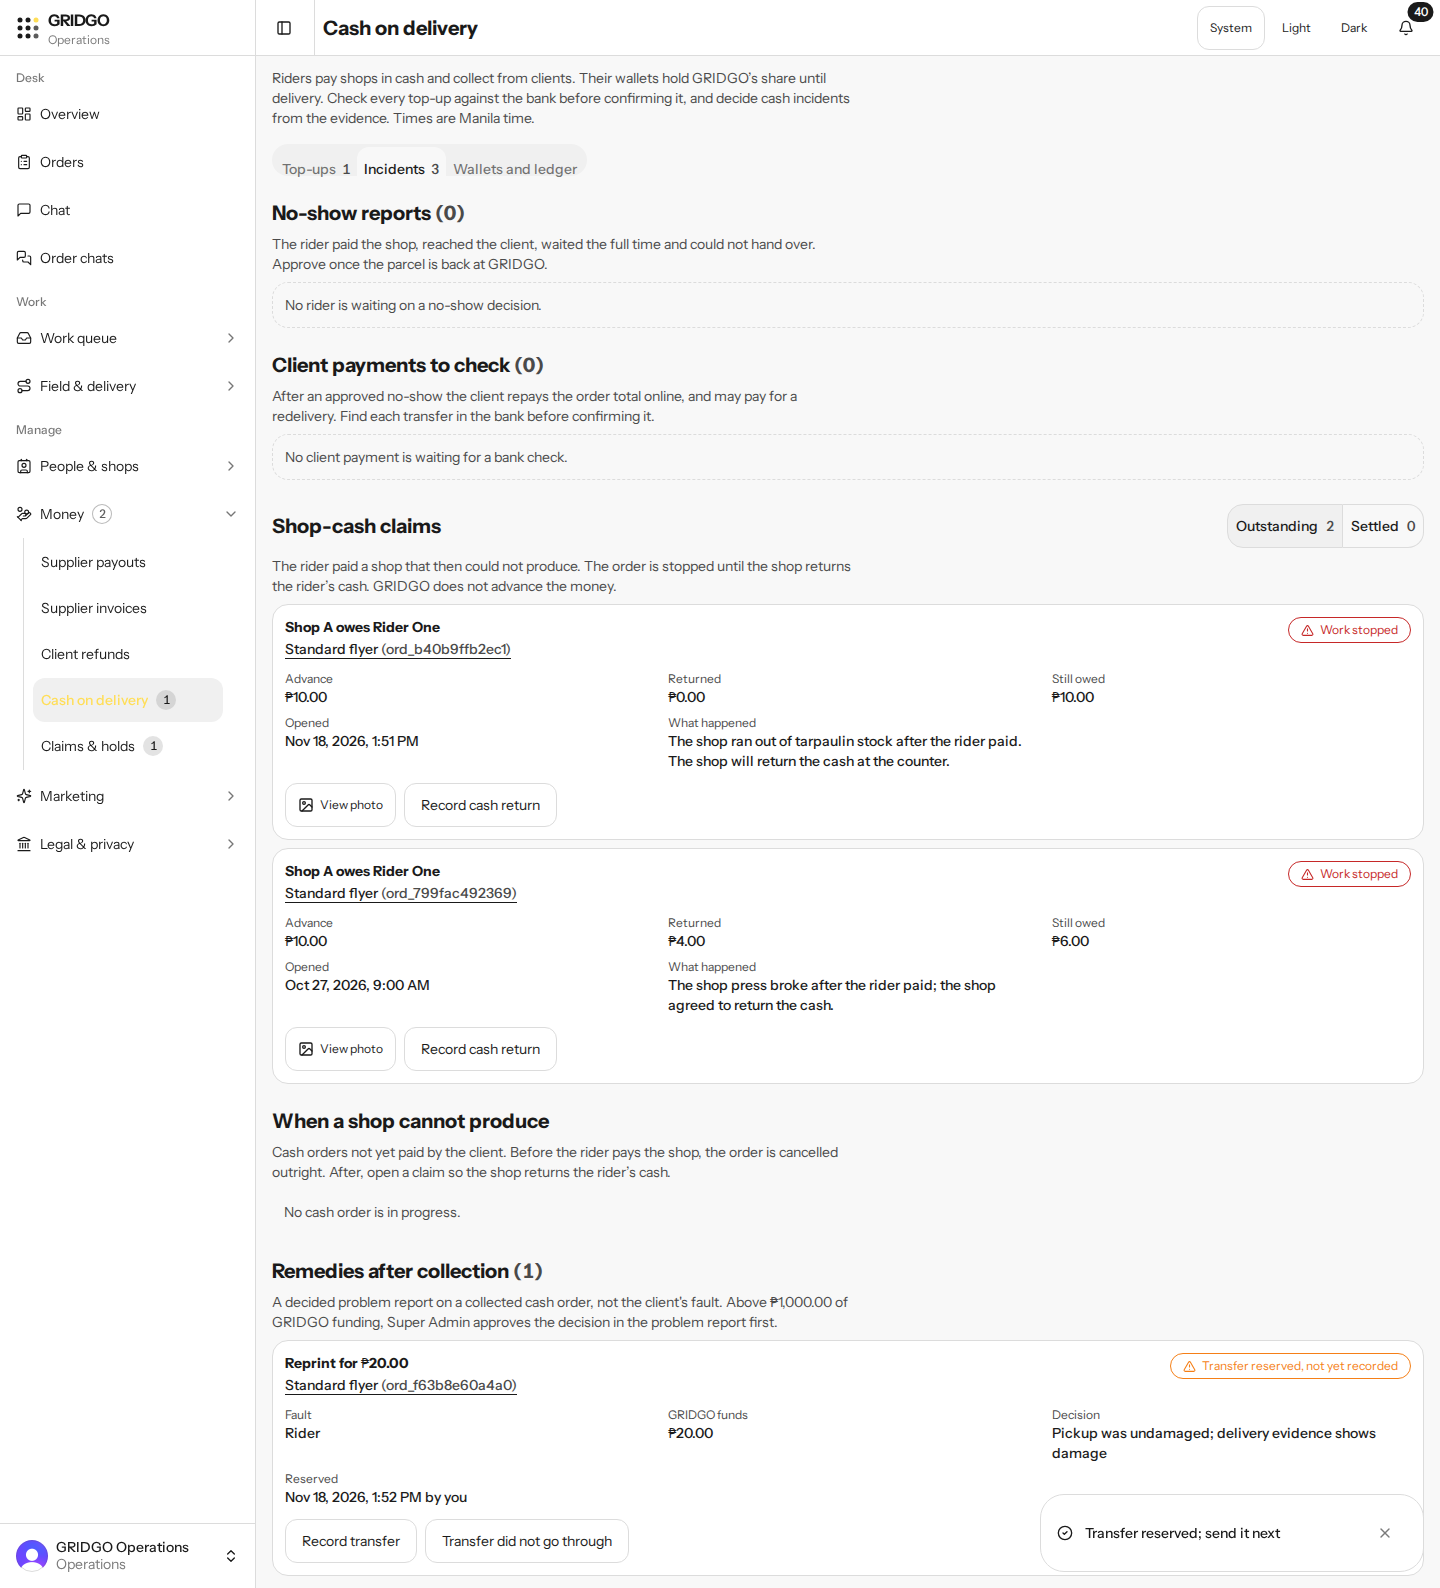 GRIDGO
Operations
Desk
Overview
Orders
Chat
Order chats
Work
Work queue
Field & delivery
Manage
People & shops
Money 2
Supplier payouts
Supplier invoices
Client refunds
Cash on delivery 1
Claims & holds 1
Marketing
Legal & privacy
GRIDGO Operations
Operations
Cash on delivery
System Light Dark 40
Riders pay shops in cash and collect from clients. Their wallets hold GRIDGO's share until
delivery. Check every top-up against the bank before confirming it, and decide cash incidents
from the evidence. Times are Manila time.
Top-ups 1 Incidents 3 Wallets and ledger
No-show reports (0)
The rider paid the shop, reached the client, waited the full time and could not hand over.
Approve once the parcel is back at GRIDGO.
No rider is waiting on a no-show decision.
Client payments to check (0)
After an approved no-show the client repays the order total online, and may pay for a
redelivery. Find each transfer in the bank before confirming it.
No client payment is waiting for a bank check.
Shop-cash claims
Outstanding 2 Settled 0
The rider paid a shop that then could not produce. The order is stopped until the shop returns
the rider's cash. GRIDGO does not advance the money.
Shop A owes Rider One
Work stopped
Standard flyer (ord_b40b9ffb2ec1)
Advance Returned Still owed
₱10.00 ₱0.00 ₱10.00
Opened What happened
Nov 18, 2026, 1:51 PM The shop ran out of tarpaulin stock after the rider paid.
The shop will return the cash at the counter.
View photo Record cash return
Shop A owes Rider One
Work stopped
Standard flyer (ord_799fac492369)
Advance Returned Still owed
₱10.00 ₱4.00 ₱6.00
Opened What happened
Oct 27, 2026, 9:00 AM The shop press broke after the rider paid; the shop
agreed to return the cash.
View photo Record cash return
When a shop cannot produce
Cash orders not yet paid by the client. Before the rider pays the shop, the order is cancelled
outright. After, open a claim so the shop returns the rider's cash.
No cash order is in progress.
Remedies after collection (1)
A decided problem report on a collected cash order, not the client's fault. Above ₱1,000.00 of
GRIDGO funding, Super Admin approves the decision in the problem report first.
Reprint for ₱20.00
Transfer reserved, not yet recorded
Standard flyer (ord_f63b8e60a4a0)
Fault GRIDGO funds Decision
Rider ₱20.00 Pickup was undamaged; delivery evidence shows
damage
Reserved
Nov 18, 2026, 1:52 PM by you
Record transfer Transfer did not go through
Transfer reserved; send it next